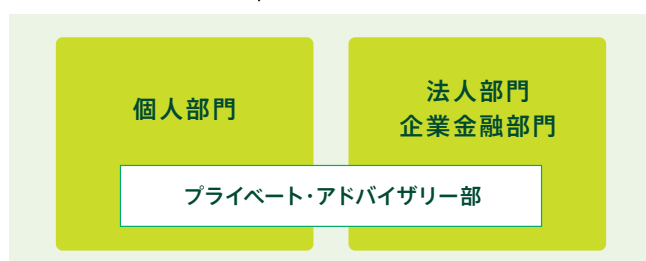 個人部門
法人部門
企業金融部門
プライベート・アドバイザリー部